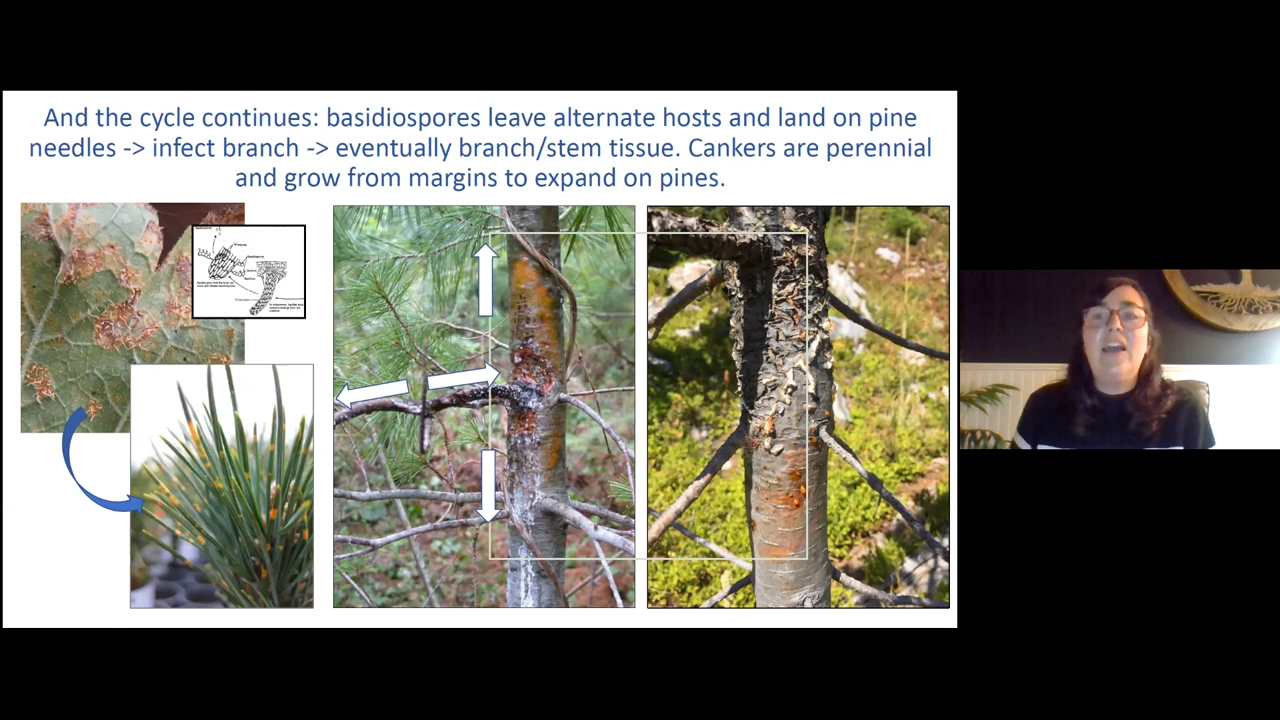 And the cycle continues: basidiospores leave alternate hosts and land on pine
needles -> infect branch -> eventually branch/stem tissue. Cankers are perennial
and grow from margins to expand on pines.